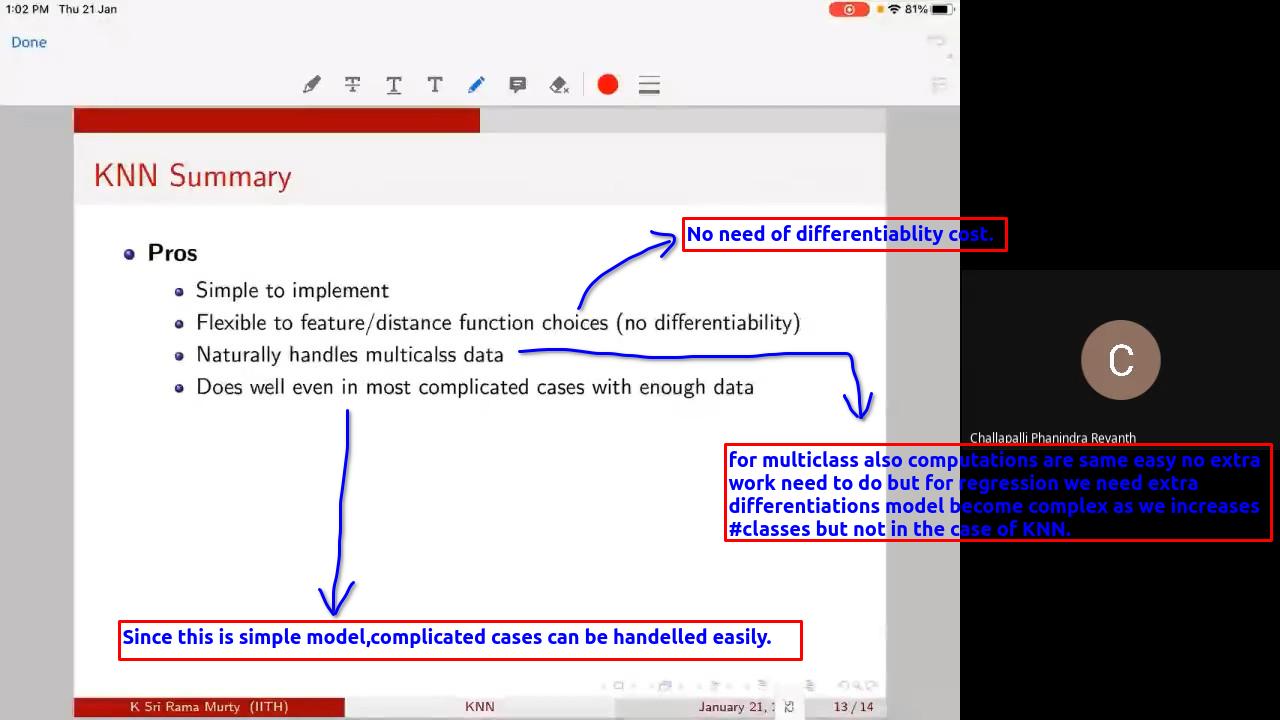 1:02 PM Thu 21 Jan
81%
Done
KNN Summary
No need of differentiablity cost.
Pros
Simple to implement
Flexible to feature/distance function choices (no differentiability)
Naturally handles multicalss data
Does well even in most complicated cases with enough data
C
Challapalli Phanindra Revanth
for multiclass also computations are same easy no extra
work need to do but for regression we need extra
differentiations model become complex as we increases
#classes but not in the case of KNN.
Since this is simple model,complicated cases can be handelled easily.
K Sri Rama Murty (IITH) KNN January 21, 13 / 14